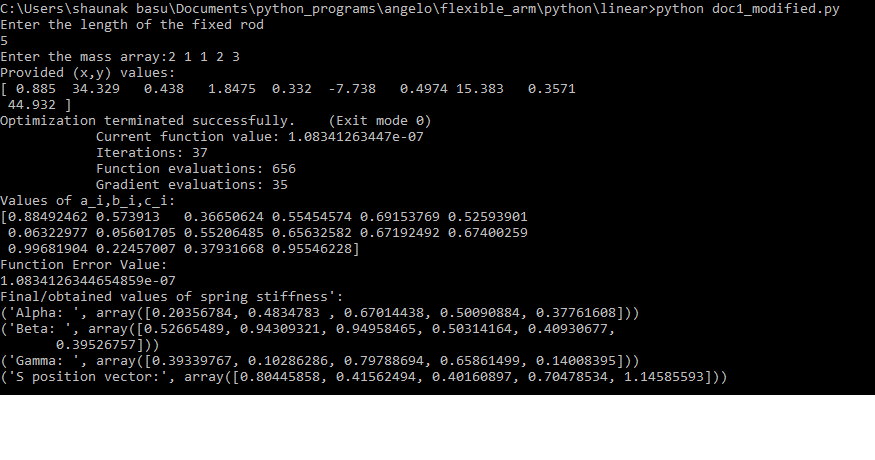 C:\Users\shaunak basu\Documents\python_programs\angelo\flexible_arm\python\linear>python doc1_modified.py
Enter the length of the fixed rod
5
Enter the mass array:2 1 1 2 3
Provided (x,y) values:
[ 0.885  34.329   0.438   1.8475  0.332  -7.738   0.4974 15.383   0.3571
 44.932 ]
Optimization terminated successfully.    (Exit mode 0)
            Current function value: 1.08341263447e-07
            Iterations: 37
            Function evaluations: 656
            Gradient evaluations: 35
Values of a_i,b_i,c_i:
[0.88492462 0.573913   0.36650624 0.55454574 0.69153769 0.52593901
 0.06322977 0.05601705 0.55206485 0.65632582 0.67192492 0.67400259
 0.99681904 0.22457007 0.37931668 0.95546228]
Function Error Value:
1.0834126344654859e-07
Final/obtained values of spring stiffness':
('Alpha: ', array([0.20356784, 0.4834783 , 0.67014438, 0.50090884, 0.37761608]))
('Beta: ', array([0.52665489, 0.94309321, 0.94958465, 0.50314164, 0.40930677,
       0.39526757]))
('Gamma: ', array([0.39339767, 0.10286286, 0.79788694, 0.65861499, 0.14008395]))
('S position vector:', array([0.80445858, 0.41562494, 0.40160897, 0.70478534, 1.14585593]))